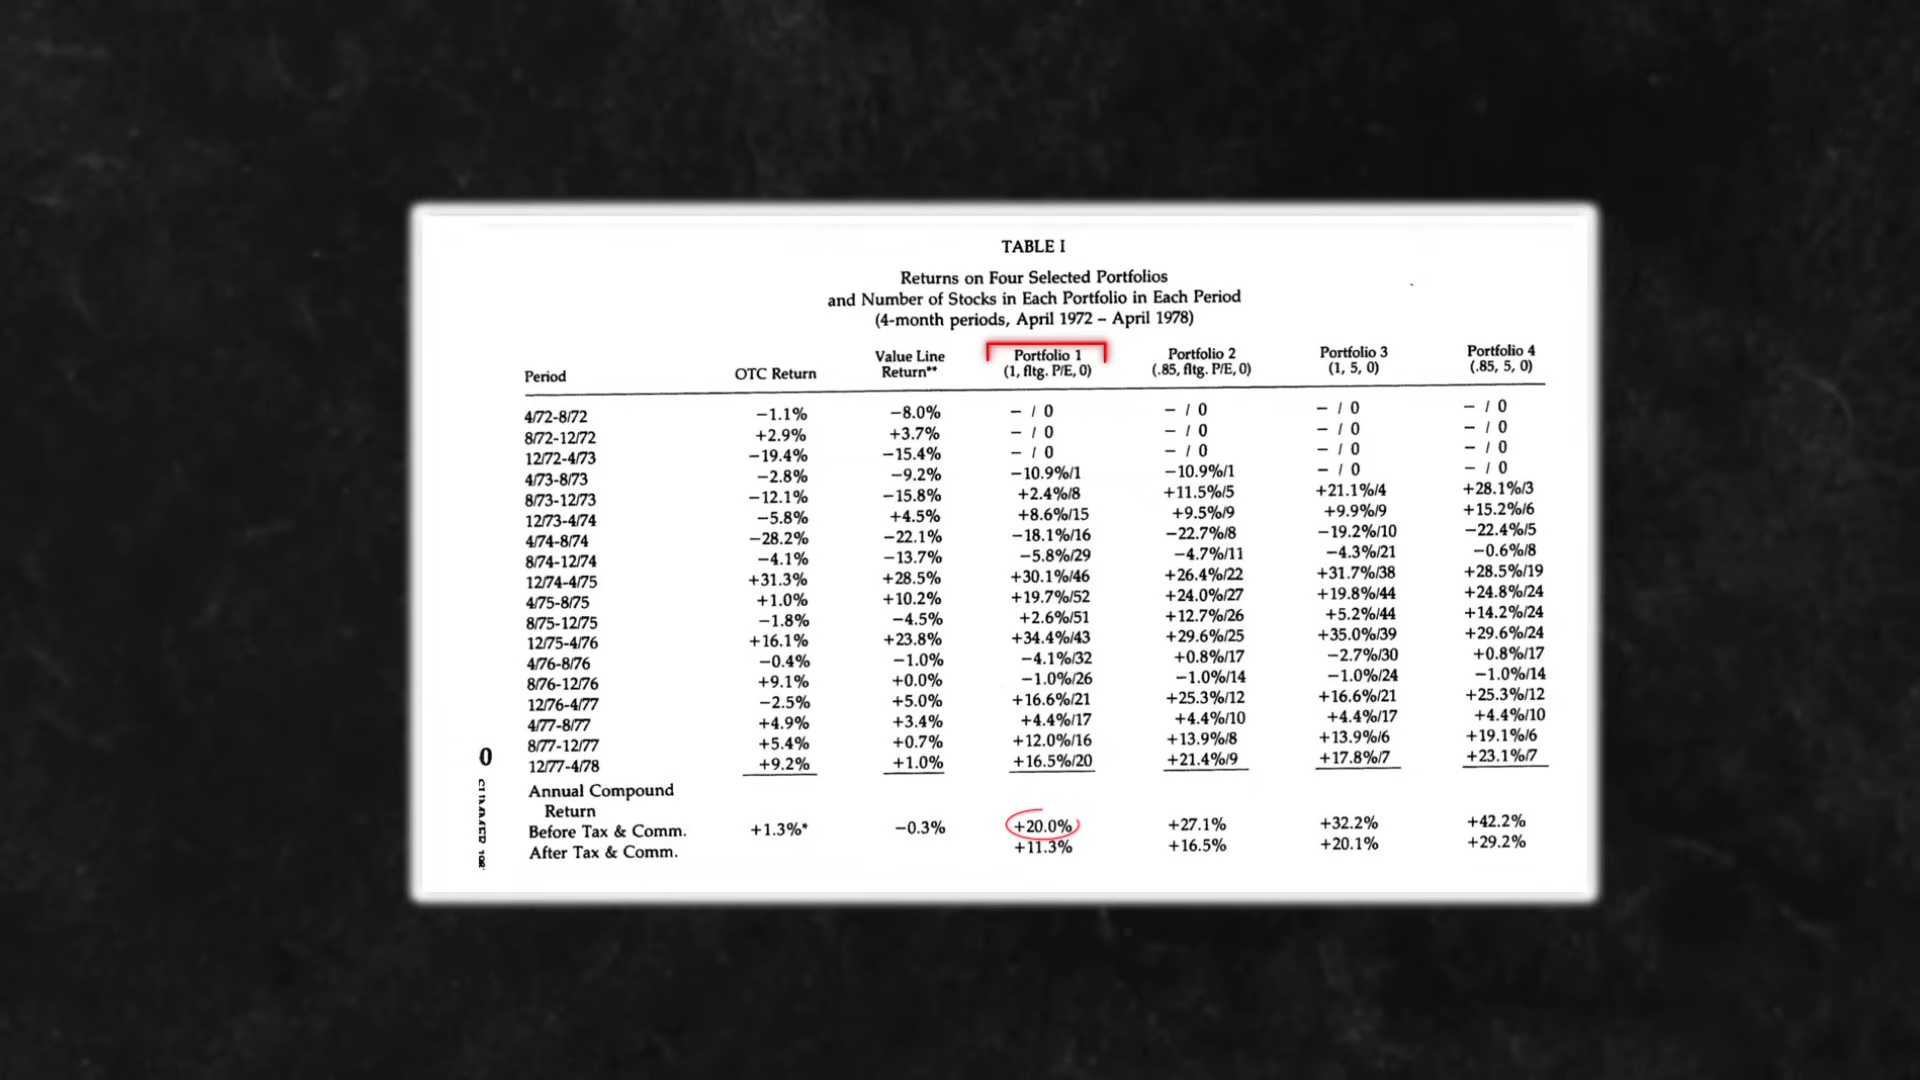 TABLE I
Returns on Four Selected Portfolios
and Number of Stocks in Each Portfolio in Each Period
(4-month periods, April 1972 – April 1978)
Period OTC Return Value Line Return** Portfolio 1 (1, fltg. P/E, 0) Portfolio 2 (.85, fltg. P/E, 0) Portfolio 3 (1, 5, 0) Portfolio 4 (.85, 5, 0)
4/72-8/72 −1.1% −8.0% – / 0 – / 0 – / 0 – / 0
8/72-12/72 +2.9% +3.7% – / 0 – / 0 – / 0 – / 0
12/72-4/73 −19.4% −15.4% – / 0 – / 0 – / 0 – / 0
4/73-8/73 −2.8% −9.2% −10.9%/1 −10.9%/1 – / 0 – / 0
8/73-12/73 −12.1% −15.8% +2.4%/8 +11.5%/5 +21.1%/4 +28.1%/3
12/73-4/74 −5.8% +4.5% +8.6%/15 +9.5%/9 +9.9%/9 +15.2%/6
4/74-8/74 −28.2% −22.1% −18.1%/16 −22.7%/8 −19.2%/10 −22.4%/5
8/74-12/74 −4.1% −13.7% −5.8%/29 −4.7%/11 −4.3%/21 −0.6%/8
12/74-4/75 +31.3% +28.5% +30.1%/46 +26.4%/22 +31.7%/38 +28.5%/19
4/75-8/75 +1.0% +10.2% +19.7%/52 +24.0%/27 +19.8%/44 +24.8%/24
8/75-12/75 −1.8% −4.5% +2.6%/51 +12.7%/26 +5.2%/44 +14.2%/24
12/75-4/76 +16.1% +23.8% +34.4%/43 +29.6%/25 +35.0%/39 +29.6%/24
4/76-8/76 −0.4% −1.0% −4.1%/32 +0.8%/17 −2.7%/30 +0.8%/17
8/76-12/76 +9.1% +0.0% −1.0%/26 −1.0%/14 −1.0%/24 −1.0%/14
12/76-4/77 −2.5% +5.0% +16.6%/21 +25.3%/12 +16.6%/21 +25.3%/12
4/77-8/77 +4.9% +3.4% +4.4%/17 +4.4%/10 +4.4%/17 +4.4%/10
8/77-12/77 +5.4% +0.7% +12.0%/16 +13.9%/8 +13.9%/6 +19.1%/6
12/77-4/78 +9.2% +1.0% +16.5%/20 +21.4%/9 +17.8%/7 +23.1%/7
Annual Compound
Return
Before Tax & Comm. +1.3%* −0.3% +20.0% +27.1% +32.2% +42.2%
After Tax & Comm. +11.3% +16.5% +20.1% +29.2%
0